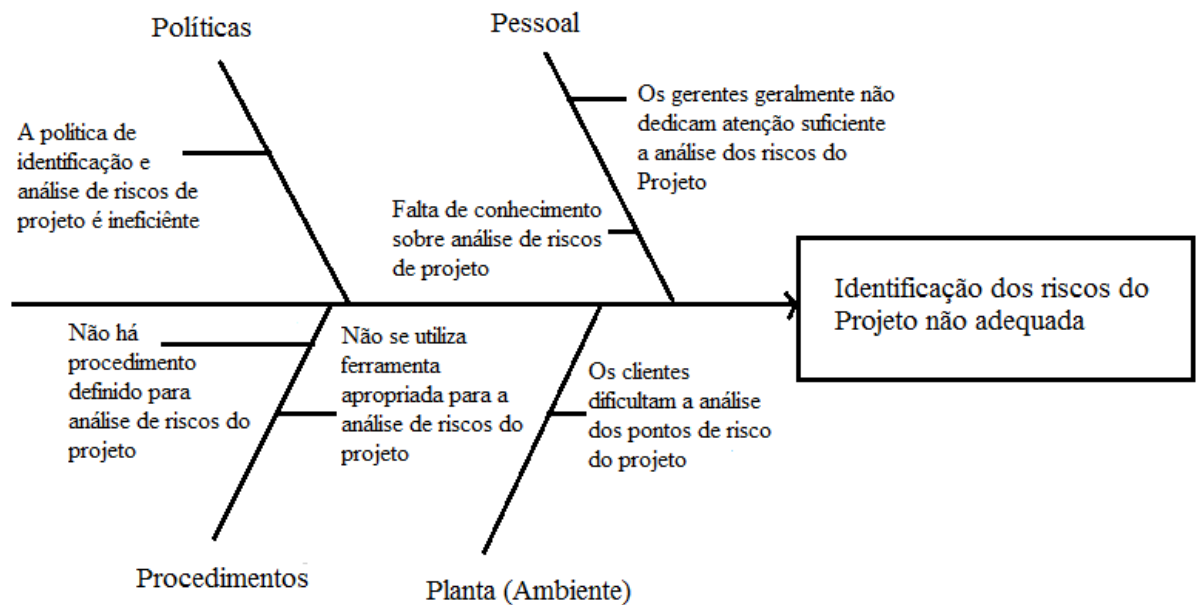 Políticas
Pessoal
A política de
identificação e
análise de riscos de
projeto é ineficiênte
Os gerentes geralmente não
dedicam atenção suficiente
a análise dos riscos do
Projeto
Falta de conhecimento
sobre análise de riscos
de projeto
Identificação dos riscos do
Projeto não adequada
Não há
procedimento
definido para
análise de riscos do
projeto
Não se utiliza
ferramenta
apropriada para a
análise de riscos do
projeto
Os clientes
dificultam a análise
dos pontos de risco
do projeto
Procedimentos
Planta (Ambiente)